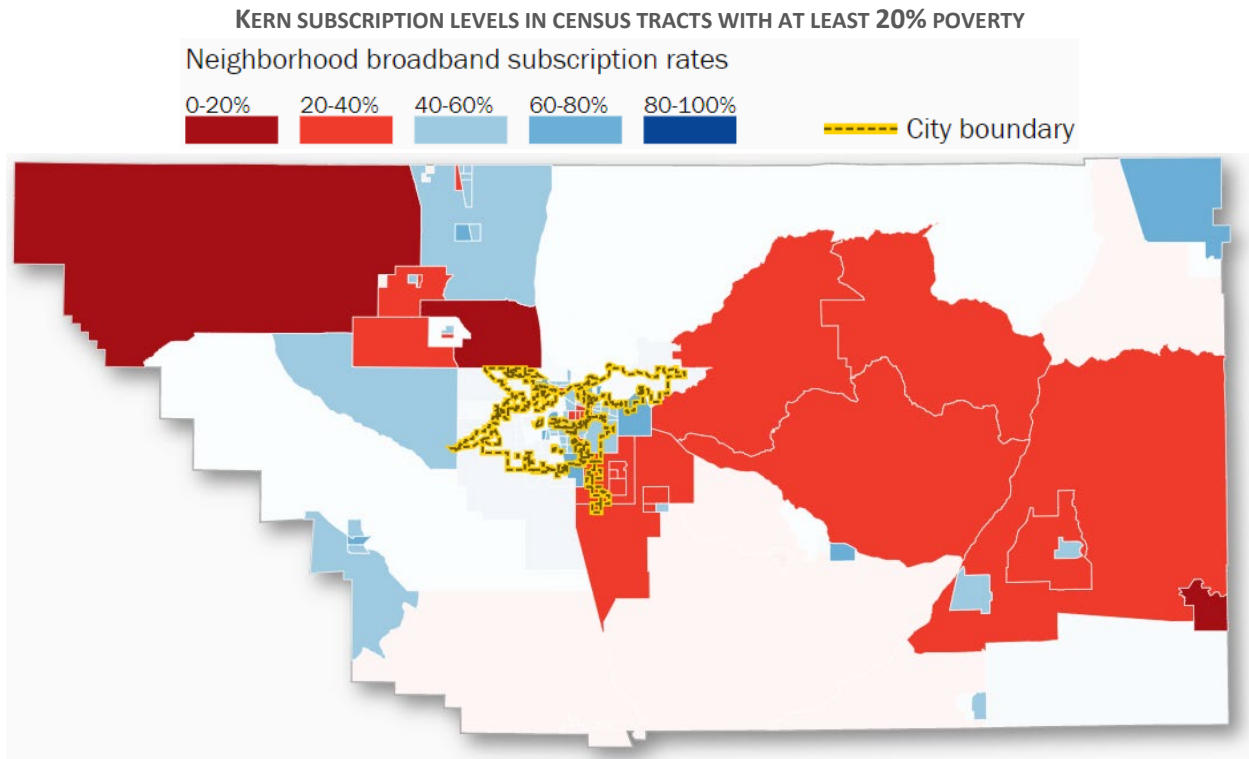 KERN SUBSCRIPTION LEVELS IN CENSUS TRACTS WITH AT LEAST 20% POVERTY
Neighborhood broadband subscription rates
0-20% 20-40% 40-60% 60-80% 80-100%
City boundary